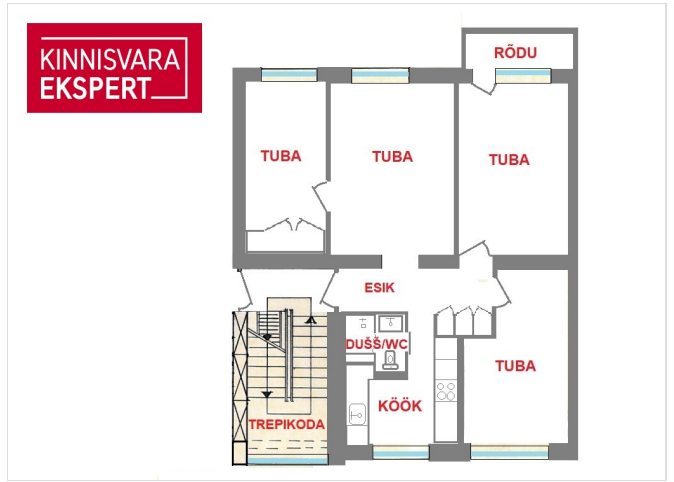 KINNISVARA
EKSPERT
RÕDU
TUBA
TUBA
TUBA
ESIK
DUŠŠ/WC
TUBA
KÖÖK
TREPIKODA